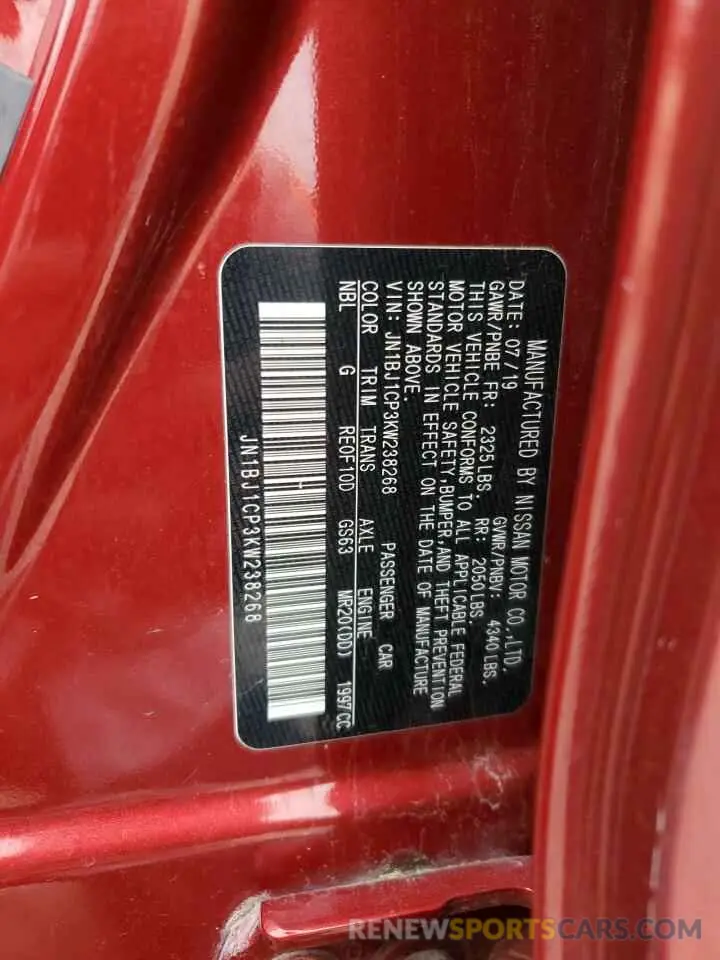 MANUFACTURED BY NISSAN MOTOR CO.,LTD.
DATE: 07/19 GVWR/PNBV: 4340LBS.
GAWR/PNBE FR: 2325LBS. RR: 2050LBS.
THIS VEHICLE CONFORMS TO ALL APPLICABLE FEDERAL
MOTOR VEHICLE SAFETY,BUMPER,AND THEFT PREVENTION
STANDARDS IN EFFECT ON THE DATE OF MANUFACTURE
SHOWN ABOVE.
VIN: JN1BJ1CP3KW238268 PASSENGER CAR
COLOR TRIM TRANS AXLE ENGINE
NBL G RE0F10D GS63 MR20(DD) 1997CC
JN1BJ1CP3KW238268
RENEWSPORTSCARS.COM